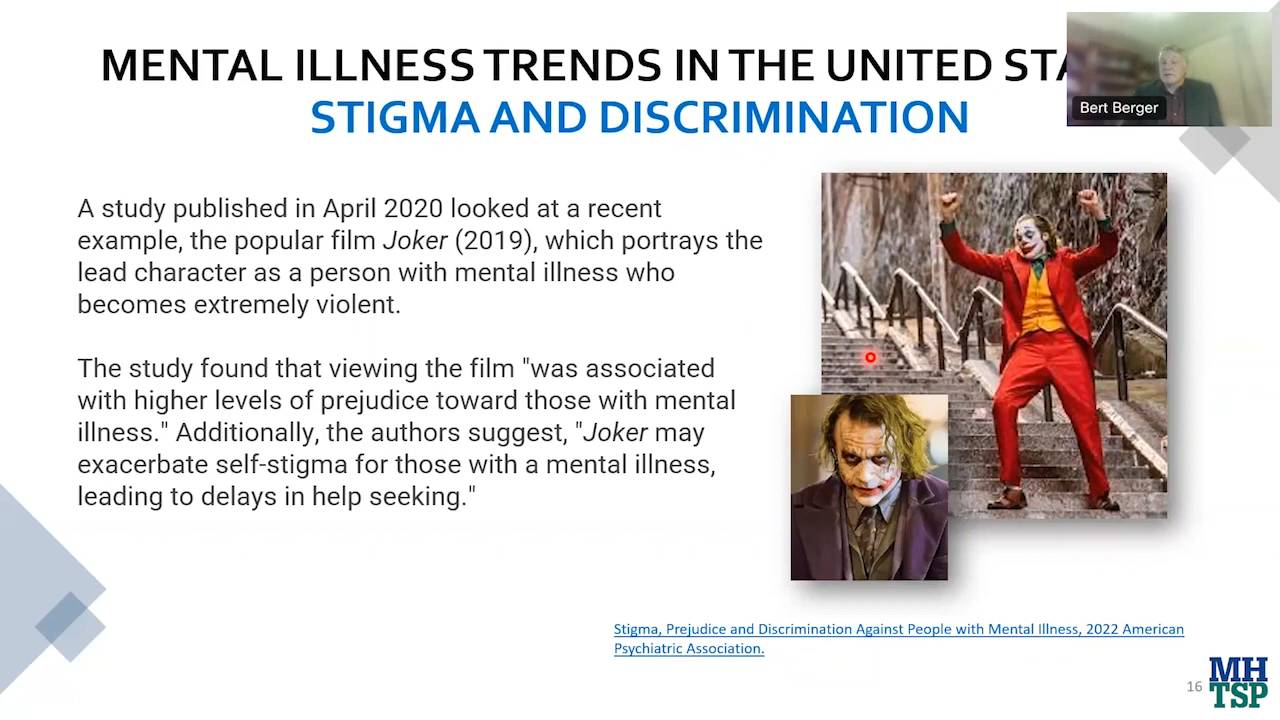 MENTAL ILLNESS TRENDS IN THE UNITED STA
STIGMA AND DISCRIMINATION
Bert Berger
A study published in April 2020 looked at a recent
example, the popular film Joker (2019), which portrays the
lead character as a person with mental illness who
becomes extremely violent.
The study found that viewing the film "was associated
with higher levels of prejudice toward those with mental
illness." Additionally, the authors suggest, "Joker may
exacerbate self-stigma for those with a mental illness,
leading to delays in help seeking."
Stigma, Prejudice and Discrimination Against People with Mental Illness, 2022 American
Psychiatric Association.
16
MH
TSP